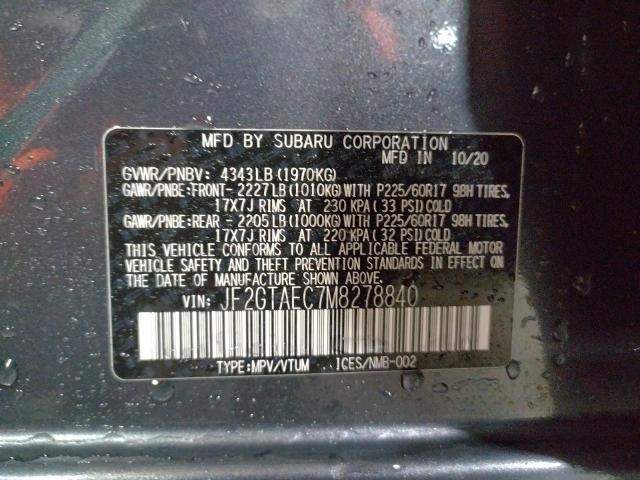 MFD BY SUBARU CORPORATION
MFD IN 10/20
GVWR/PNBV: 4343LB (1970KG)
GAWR/PNBE:FRONT- 2227LB(1010KG)WITH P225/60R17 98H TIRES,
17X7J RIMS AT 230 KPA (33 PSI)COLD
GAWR/PNBE:REAR - 2205LB(1000KG)WITH P225/60R17 98H TIRES,
17X7J RIMS AT 220 KPA (32 PSI)COLD
THIS VEHICLE CONFORMS TO ALL APPLICABLE FEDERAL MOTOR
VEHICLE SAFETY AND THEFT PREVENTION STANDARDS IN EFFECT ON
THE DATE OF MANUFACTURE SHOWN ABOVE.
VIN: JF2GTAEC7M8278840
TYPE:MPV/VTUM ICES/NMB-002